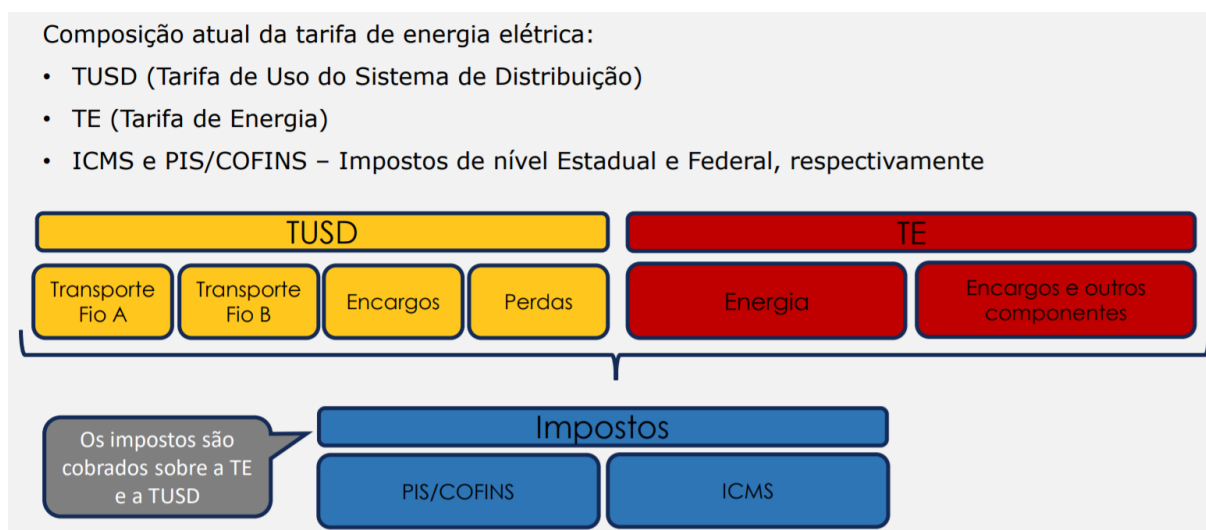 Composição atual da tarifa de energia elétrica:
• TUSD (Tarifa de Uso do Sistema de Distribuição)
• TE (Tarifa de Energia)
• ICMS e PIS/COFINS – Impostos de nível Estadual e Federal, respectivamente
TUSD
TE
Transporte
Fio A
Transporte
Fio B
Encargos
Perdas
Energia
Encargos e outros
componentes
Os impostos são
cobrados sobre a TE
e a TUSD
Impostos
PIS/COFINS
ICMS